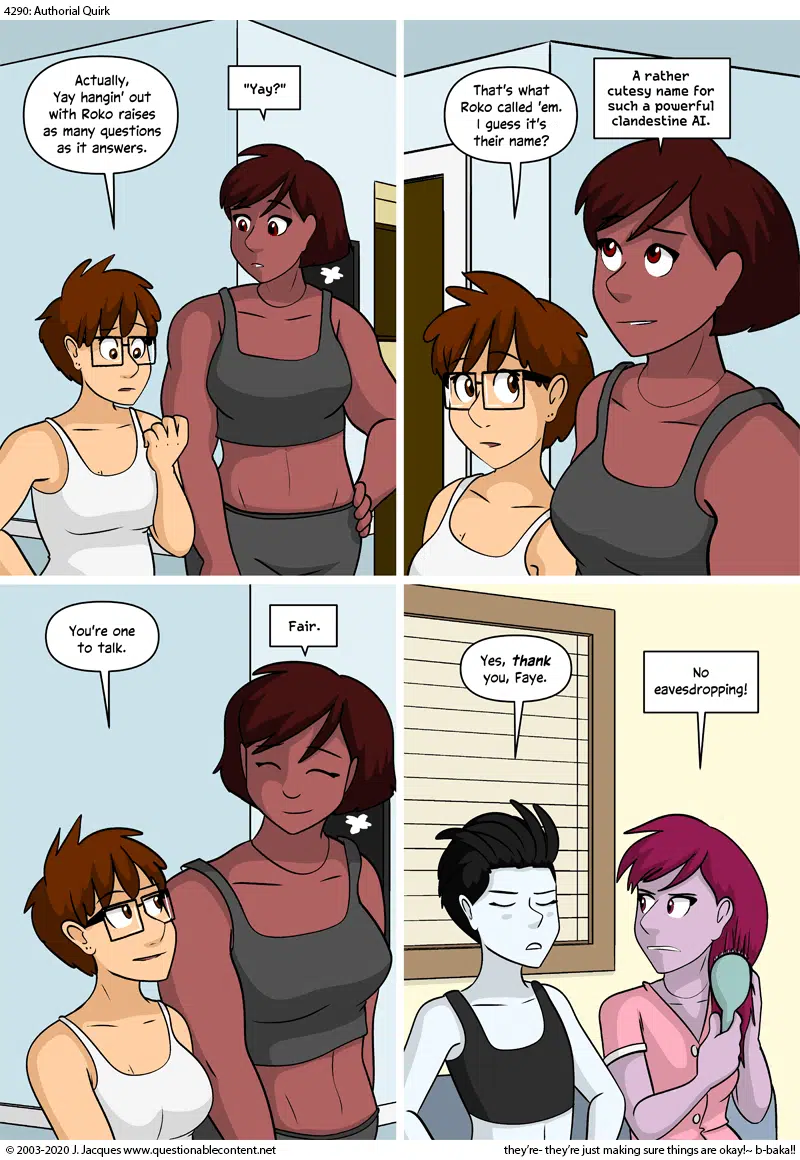 4290: Authorial Quirk
Actually,
Yay hangin' out
with Roko raises
as many questions
as it answers.
"Yay?"
That's what
Roko called 'em.
I guess it's
their name?
A rather
cutesy name for
such a powerful
clandestine AI.
You're one
to talk.
Fair.
Yes, thank
you, Faye.
No
eavesdropping!
© 2003-2020 J. Jacques www.questionablecontent.net
they're- they're just making sure things are okay!~ b-baka!!